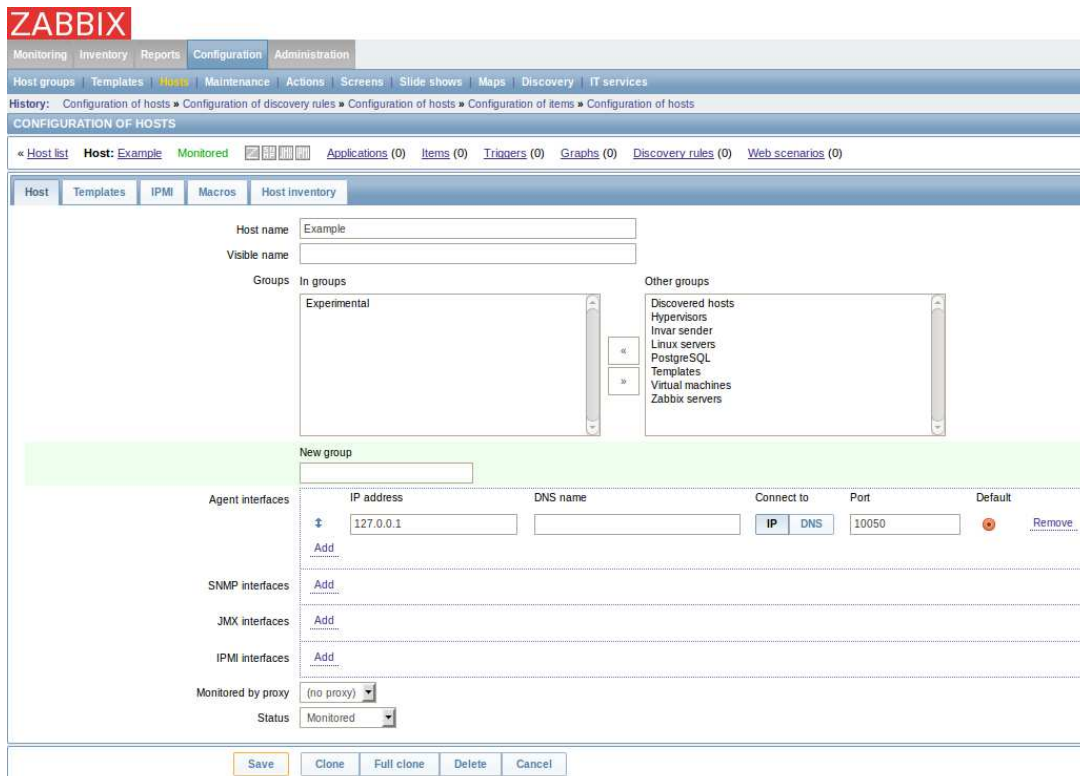 ZABBIX
Monitoring Inventory Reports Configuration Administration
Host groups | Templates | Hosts | Maintenance | Actions | Screens | Slide shows | Maps | Discovery | IT services
History: Configuration of hosts » Configuration of discovery rules » Configuration of hosts » Configuration of items » Configuration of hosts
CONFIGURATION OF HOSTS
« Host list Host: Example Monitored Applications (0) Items (0) Triggers (0) Graphs (0) Discovery rules (0) Web scenarios (0)
Host Templates IPMI Macros Host inventory
Host name Example
Visible name
Groups In groups Other groups
Experimental Discovered hosts
Hypervisors
Invar sender
Linux servers
«
PostgreSQL
Templates
» Virtual machines
Zabbix servers
New group
Agent interfaces IP address DNS name Connect to Port Default
127.0.0.1 IP DNS 10050 Remove
Add
SNMP interfaces Add
JMX interfaces Add
IPMI interfaces Add
Monitored by proxy (no proxy)
Status Monitored
Save Clone Full clone Delete Cancel